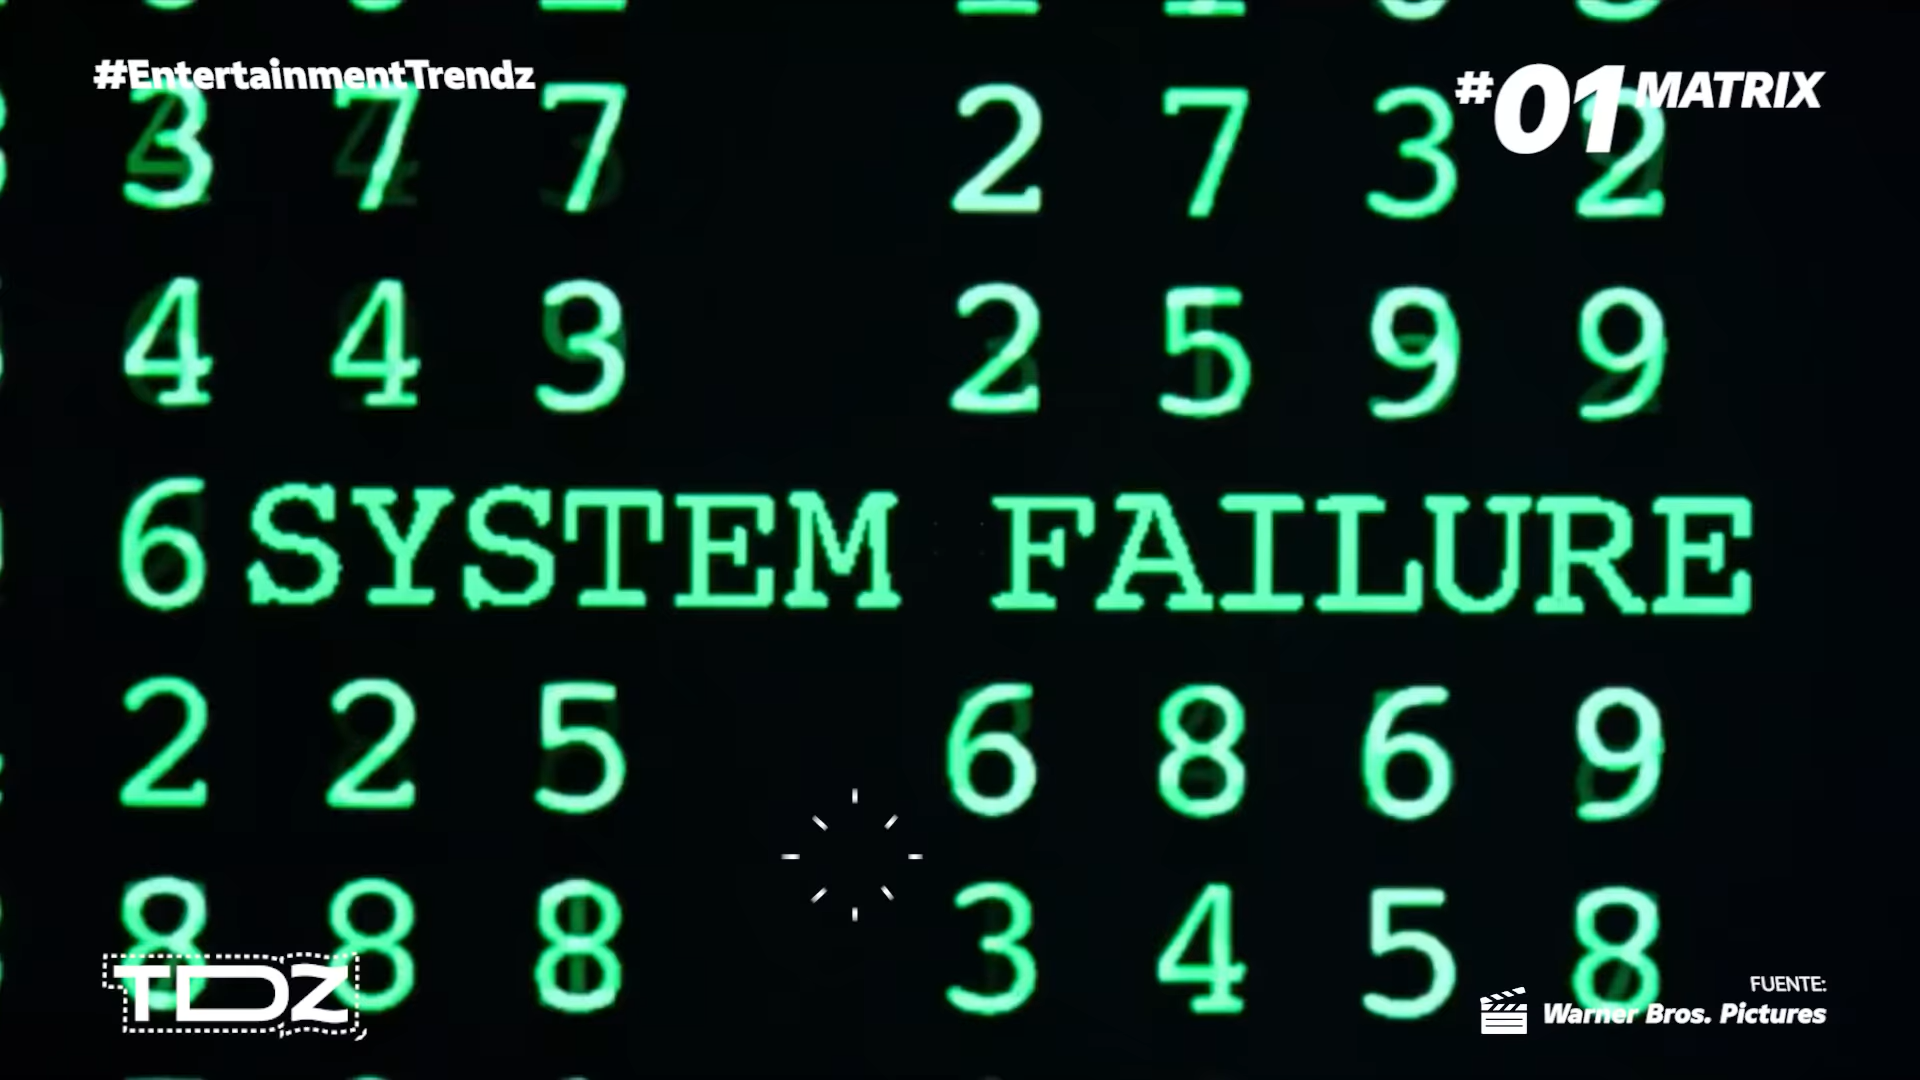 #EntertainmentTrendz
#01 MATRIX
3 7 7 2 7 3 2
4 4 3 2 5 9 9
6 SYSTEM FAILURE
2 2 5 6 8 6 9
8 8 8 3 4 5 8
TDZ
FUENTE:
Warner Bros. Pictures